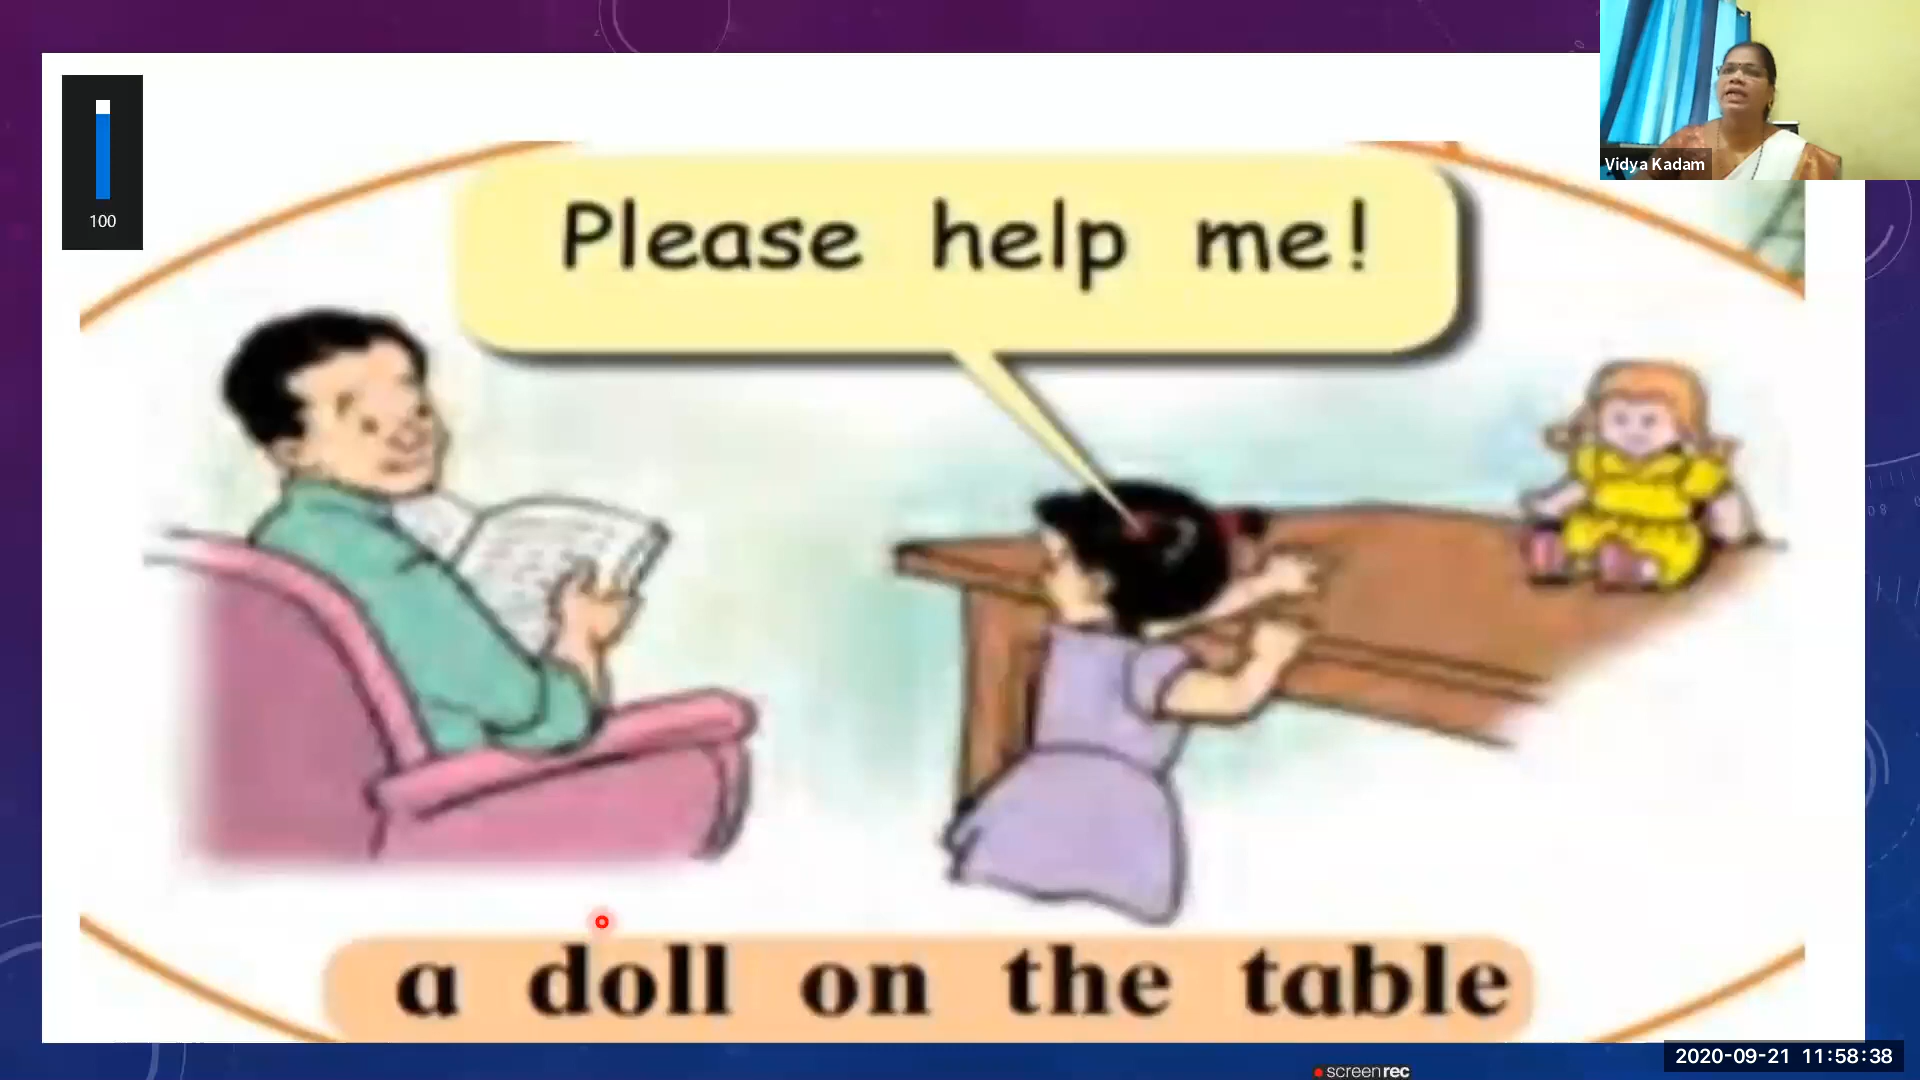 Vidya Kadam
100
Please help me!
a doll on the table
2020-09-21 11:58:38
screenrec